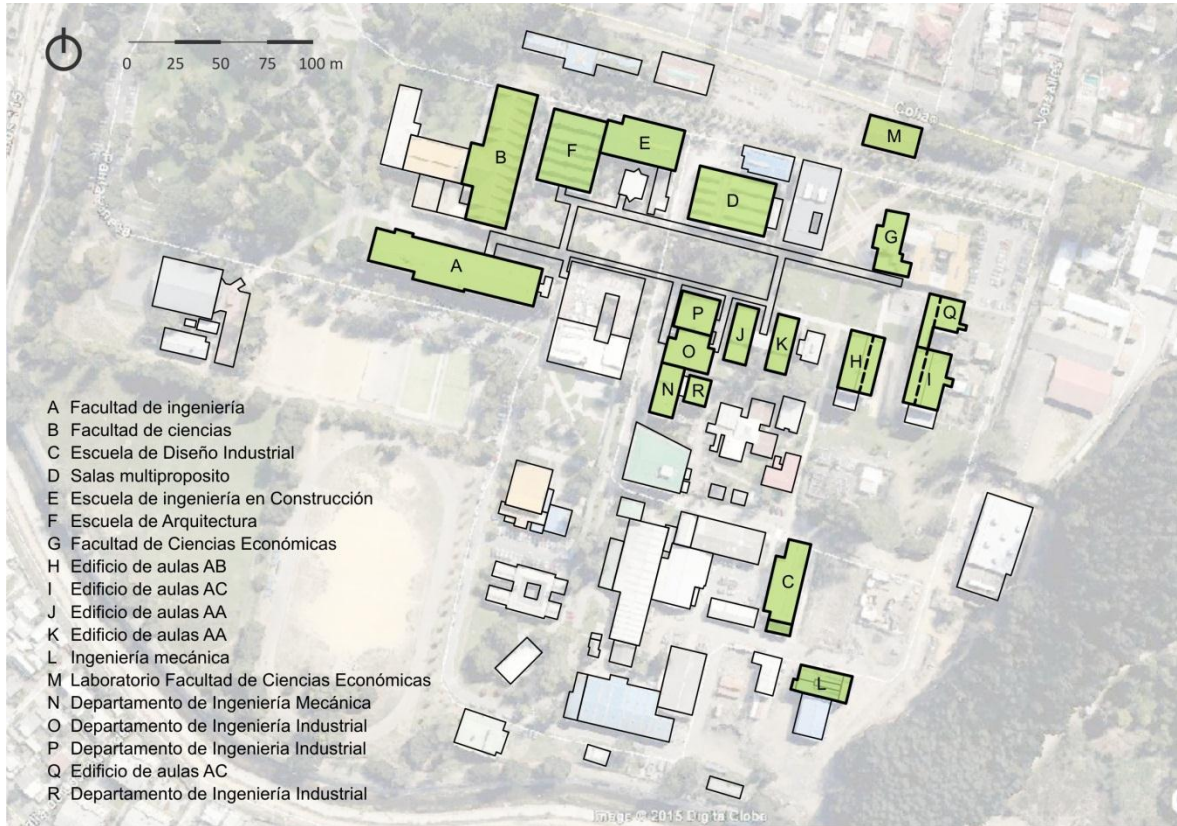 0 25 50 75 100 m
M
B
F
E
D
G
A
Q
P
J
K
H
I
O
N
R
C
L
A Facultad de ingeniería
B Facultad de ciencias
C Escuela de Diseño Industrial
D Salas multiproposito
E Escuela de ingeniería en Construcción
F Escuela de Arquitectura
G Facultad de Ciencias Económicas
H Edificio de aulas AB
I Edificio de aulas AC
J Edificio de aulas AA
K Edificio de aulas AA
L Ingeniería mecánica
M Laboratorio Facultad de Ciencias Económicas
N Departamento de Ingeniería Mecánica
O Departamento de Ingeniería Industrial
P Departamento de Ingenieria Industrial
Q Edificio de aulas AC
R Departamento de Ingeniería Industrial
Image © 2015 Digital Globe